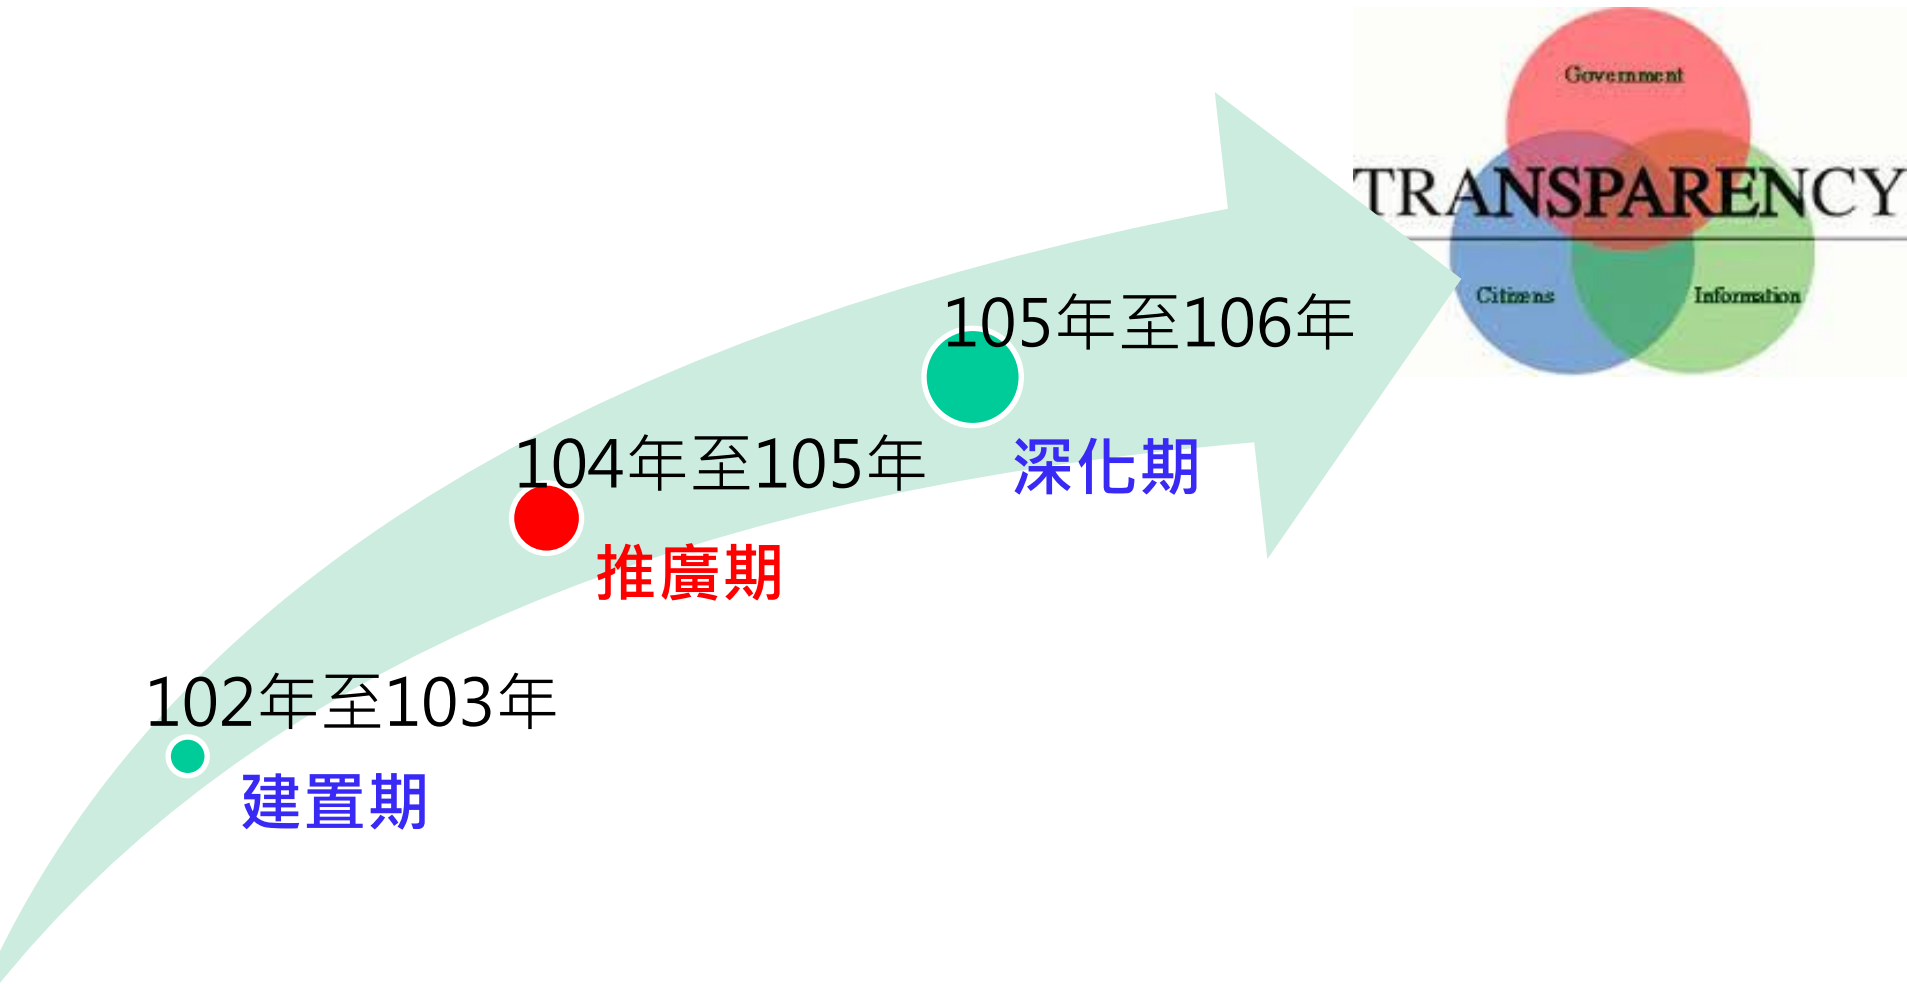 Government
TRANSPARENCY
Citizens
Information
105年至106年
深化期
104年至105年
推廣期
102年至103年
建置期